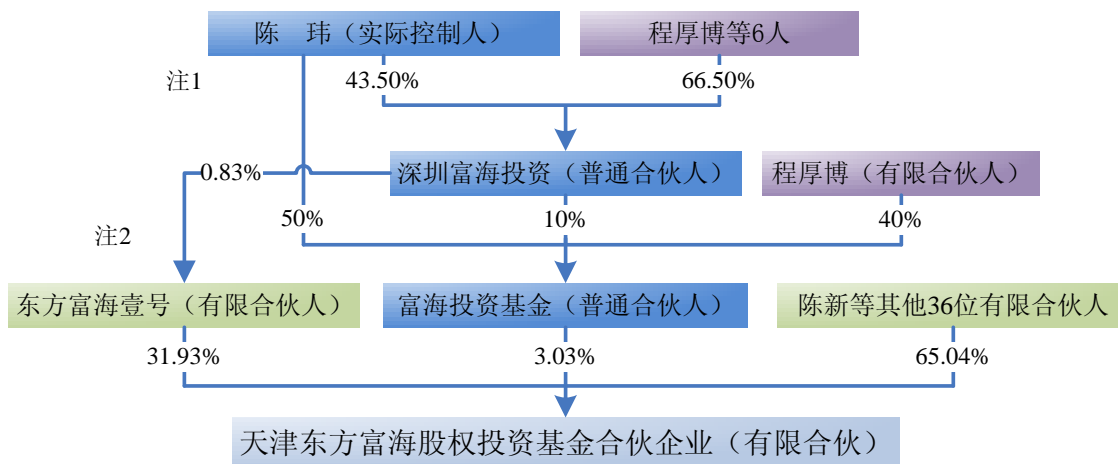 陈　玮（实际控制人）
程厚博等6人
注1
43.50%
66.50%
0.83%
深圳富海投资（普通合伙人）
程厚博（有限合伙人）
50%
10%
40%
注2
东方富海壹号（有限合伙人）
富海投资基金（普通合伙人）
陈新等其他36位有限合伙人
31.93%
3.03%
65.04%
天津东方富海股权投资基金合伙企业（有限合伙）